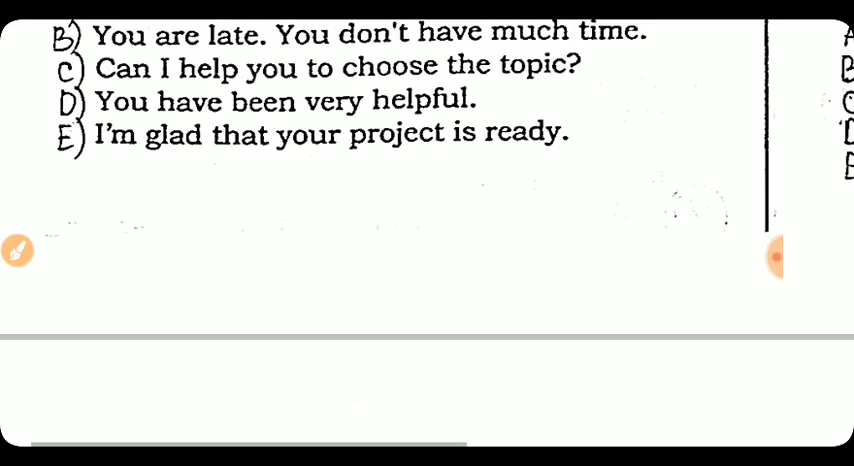 B) You are late. You don't have much time.
C) Can I help you to choose the topic?
D) You have been very helpful.
E) I'm glad that your project is ready.